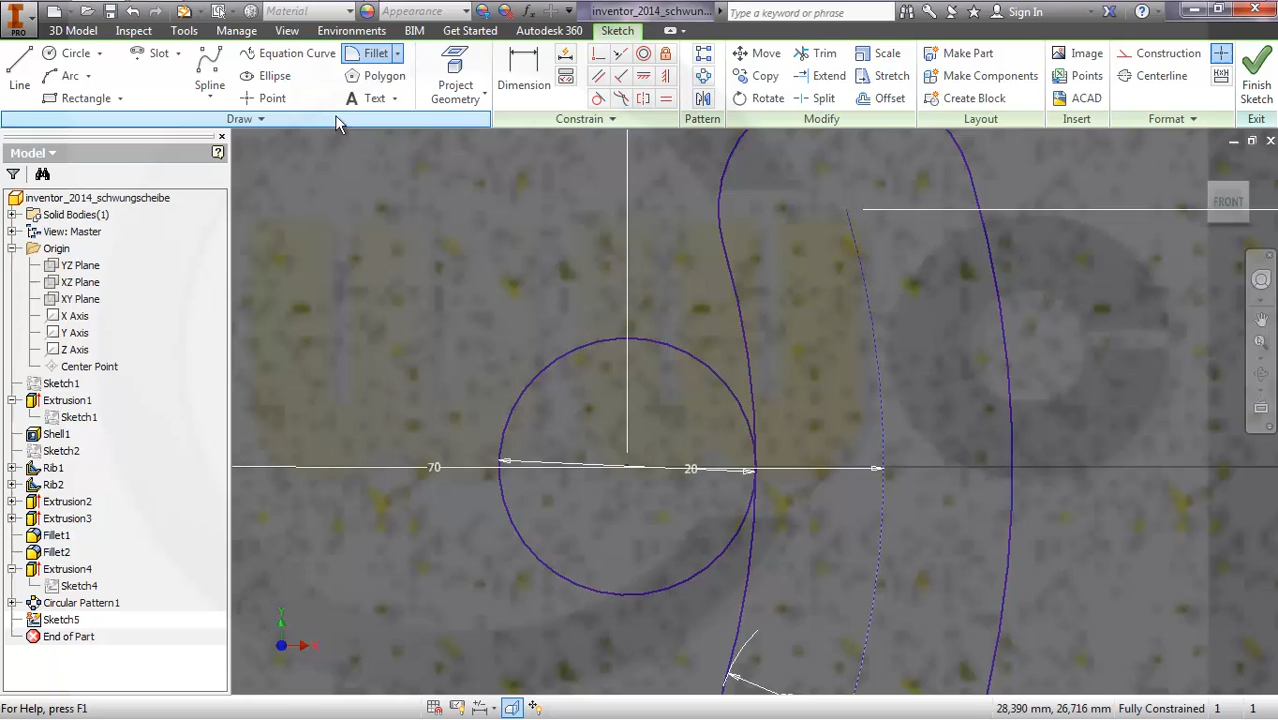 Material
Appearance
inventor_2014_schwun...
Type a keyword or phrase
Sign In
PRO
3D Model Inspect Tools Manage View Environments BIM Get Started Autodesk 360 Sketch
Line
Circle
Arc
Rectangle
Slot
Spline
Equation Curve
Ellipse
Point
Fillet
Polygon
Text
Project Geometry
Dimension
Move
Copy
Rotate
Trim
Extend
Split
Scale
Stretch
Offset
Make Part
Make Components
Create Block
Image
Points
ACAD
Construction
Centerline
Finish Sketch
Draw Constrain Pattern Modify Layout Insert Format Exit
Model
inventor_2014_schwungscheibe
Solid Bodies(1)
View: Master
Origin
YZ Plane
XZ Plane
XY Plane
X Axis
Y Axis
Z Axis
Center Point
Sketch1
Extrusion1
Sketch1
Shell1
Sketch2
Rib1
Rib2
Extrusion2
Extrusion3
Fillet1
Fillet2
Extrusion4
Sketch4
Circular Pattern1
Sketch5
End of Part
FRONT
70
20
Y
X
For Help, press F1
28,390 mm, 26,716 mm Fully Constrained 1 1